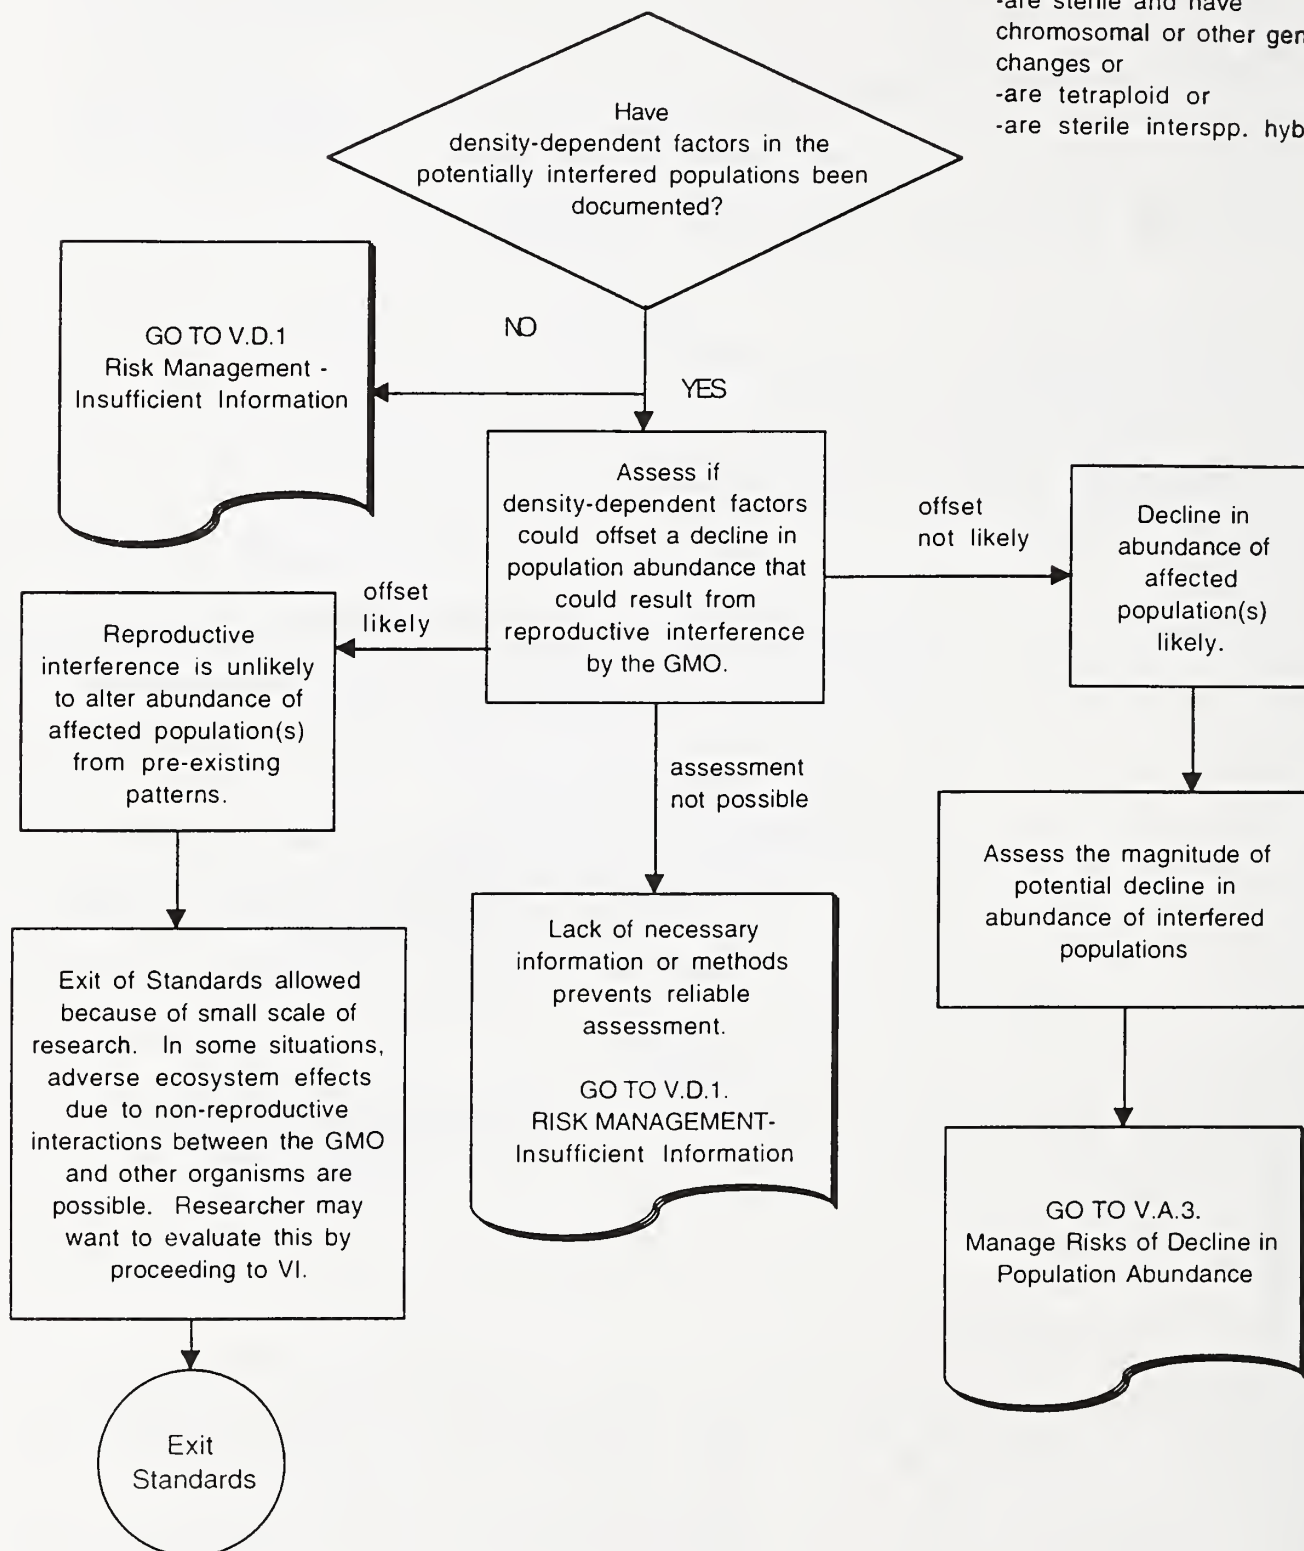 -are sterile and have
chromosomal or other
changes or
-are tetraploid or
-are sterile interspp.
Have
density-dependent factors in the
potentially interfered populations been
documented?
NO
YES
GO TO V.D.1
Risk Management -
Insufficient Information
Assess if
density-dependent factors
could offset a decline in
population abundance that
could result from
reproductive interference
by the GMO.
offset
not likely
Decline in
abundance of
affected
population(s)
likely.
offset
likely
Reproductive
interference is unlikely
to alter abundance of
affected population(s)
from pre-existing
patterns.
assessment
not possible
Assess the magnitude of
potential decline in
abundance of interfered
populations
Lack of necessary
information or methods
prevents reliable
assessment.
GO TO V.D.1.
RISK MANAGEMENT-
Insufficient Information
Exit of Standards allowed
because of small scale of
research. In some situations,
adverse ecosystem effects
due to non-reproductive
interactions between the GMO
and other organisms are
possible. Researcher may
want to evaluate this by
proceeding to VI.
GO TO V.A.3.
Manage Risks of Decline in
Population Abundance
Exit
Standards